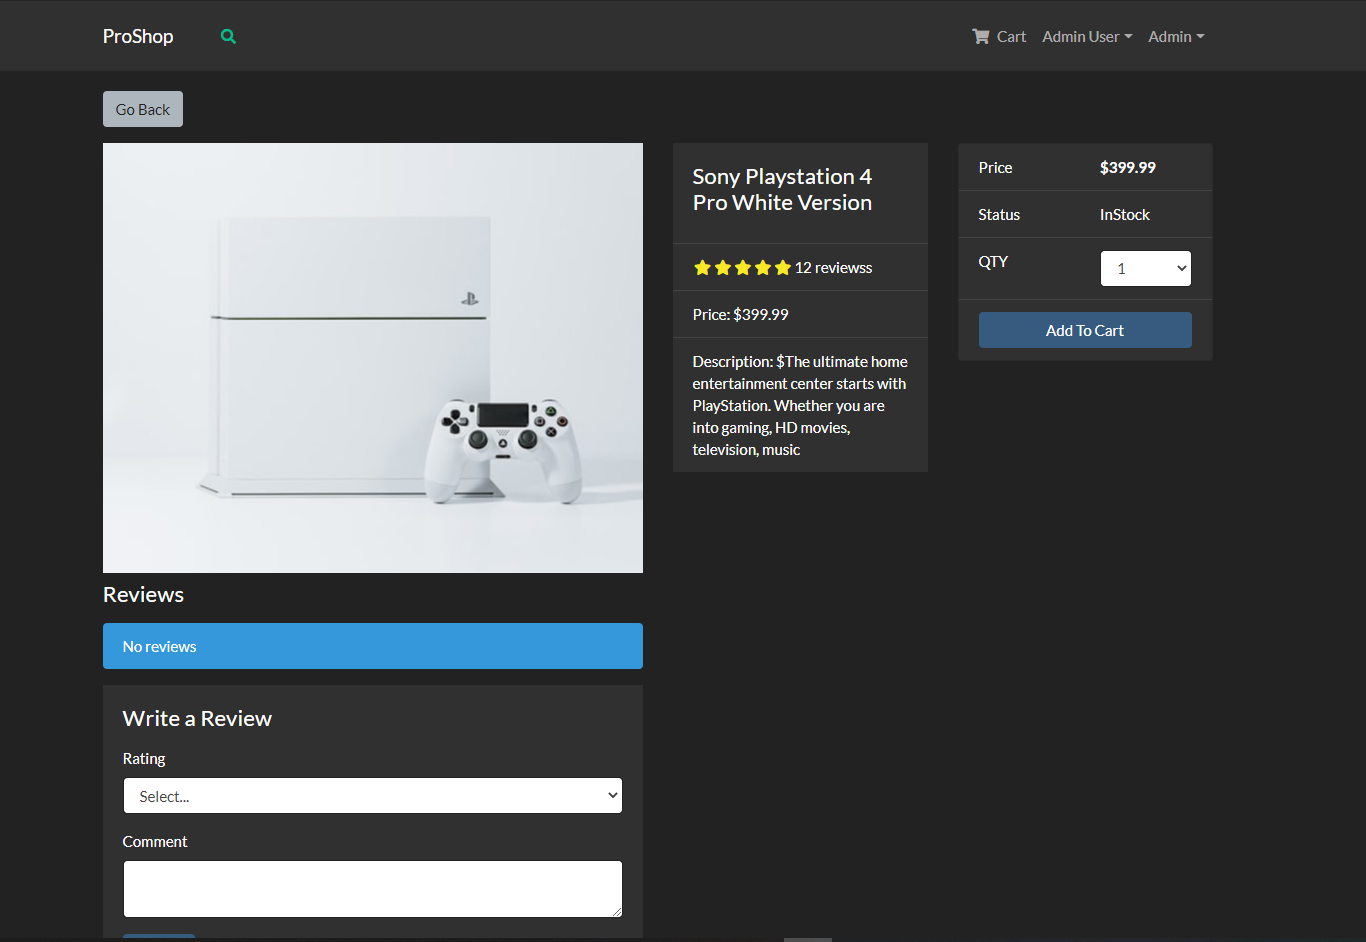 ProShop
Cart
Admin User
Admin
Go Back
Sony Playstation 4
Pro White Version
12 reviewss
Price: $399.99
Description: $The ultimate home
entertainment center starts with
PlayStation. Whether you are
into gaming, HD movies,
television, music
Price $399.99
Status InStock
QTY 1
Add To Cart
Reviews
No reviews
Write a Review
Rating
Select...
Comment